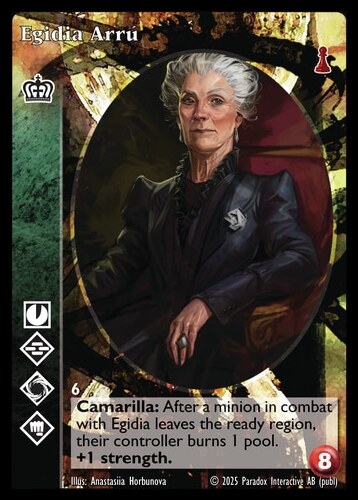 Egidia Arrú
6
Camarilla: After a minion in combat
with Egidia leaves the ready region,
their controller burns 1 pool.
+1 strength.
8
Illus: Anastasiia Horbunova
© 2025 Paradox Interactive AB (publ)